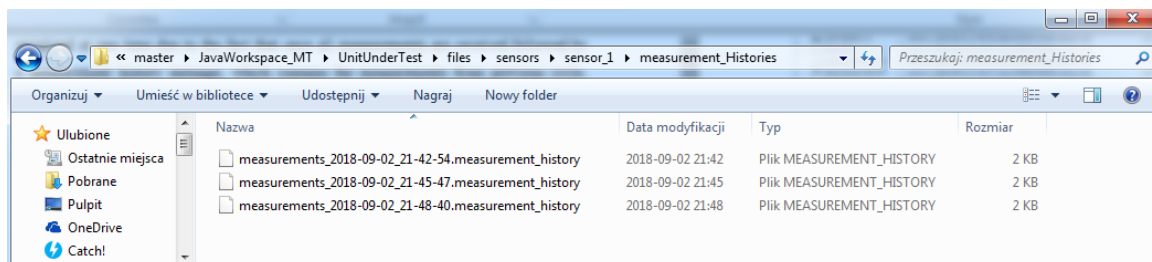 « master ▸ JavaWorkspace_MT ▸ UnitUnderTest ▸ files ▸ sensors ▸ sensor_1 ▸ measurement_Histories Przeszukaj: measurement_Histories
Organizuj Umieść w bibliotece Udostępnij Nagraj Nowy folder
Nazwa Data modyfikacji Typ Rozmiar
Ulubione
Ostatnie miejsca
Pobrane
Pulpit
OneDrive
Catch!
measurements_2018-09-02_21-42-54.measurement_history 2018-09-02 21:42 Plik MEASUREMENT_HISTORY 2 KB
measurements_2018-09-02_21-45-47.measurement_history 2018-09-02 21:45 Plik MEASUREMENT_HISTORY 2 KB
measurements_2018-09-02_21-48-40.measurement_history 2018-09-02 21:48 Plik MEASUREMENT_HISTORY 2 KB